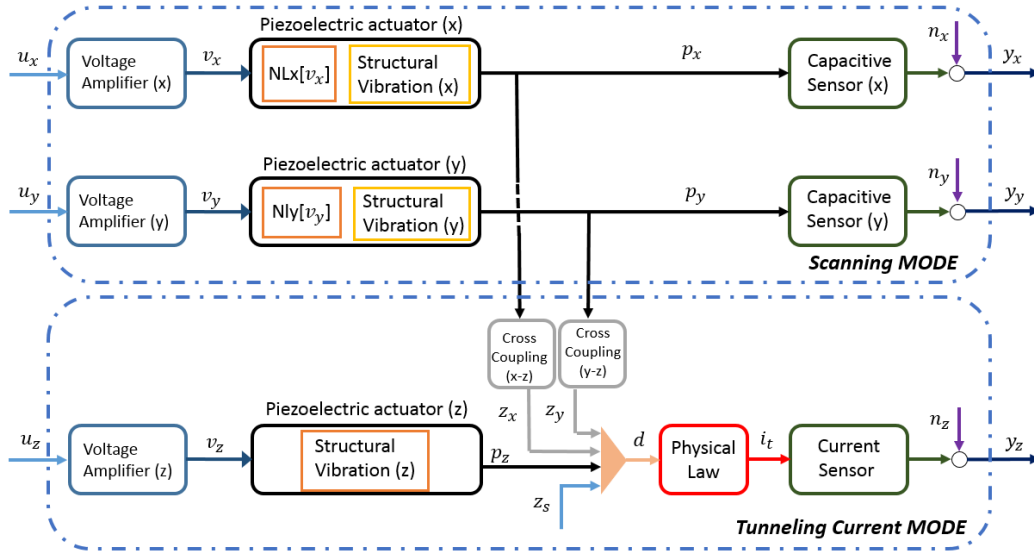 Piezoelectric actuator (x)
u_x
Voltage
Amplifier (x)
v_x
NLx[v_x]
Structural
Vibration (x)
p_x
Capacitive
Sensor (x)
n_x
y_x
Piezoelectric actuator (y)
u_y
Voltage
Amplifier (y)
v_y
Nly[v_y]
Structural
Vibration (y)
p_y
Capacitive
Sensor (y)
n_y
y_y
Scanning MODE
Cross
Coupling
(x-z)
Cross
Coupling
(y-z)
z_x
z_y
Piezoelectric actuator (z)
u_z
Voltage
Amplifier (z)
v_z
Structural
Vibration (z)
p_z
z_s
d
Physical
Law
i_t
Current
Sensor
n_z
y_z
Tunneling Current MODE